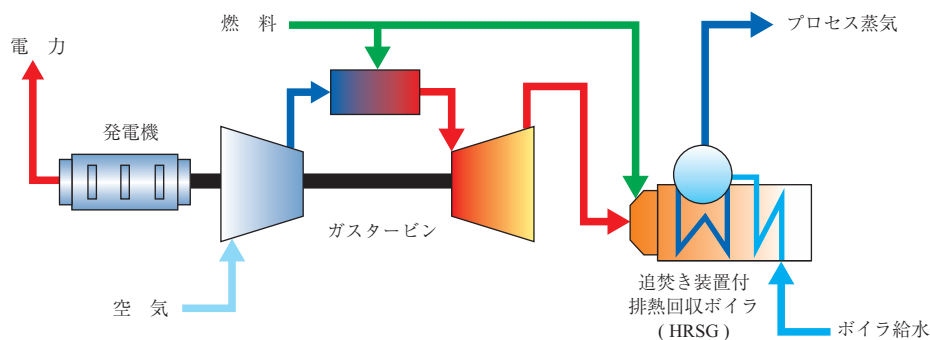 燃　料
プロセス蒸気
電　力
発電機
ガスタービン
空　気
追焚き装置付
排熱回収ボイラ
( HRSG )
ボイラ給水